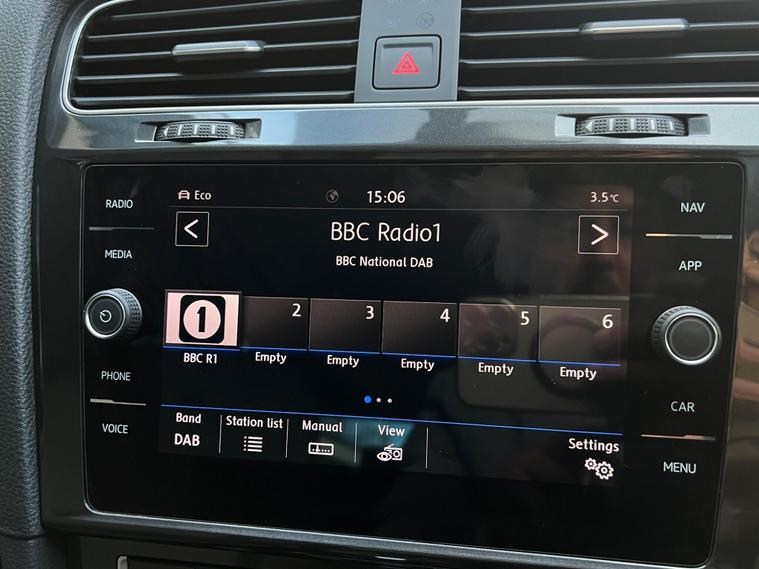 RADIO
MEDIA
PHONE
VOICE
Eco
15:06
3.5°C
<
BBC Radio1
>
BBC National DAB
1
2
3
4
5
6
BBC R1
Empty
Empty
Empty
Empty
Empty
Band
DAB
Station list
Manual
View
Settings
NAV
APP
CAR
MENU